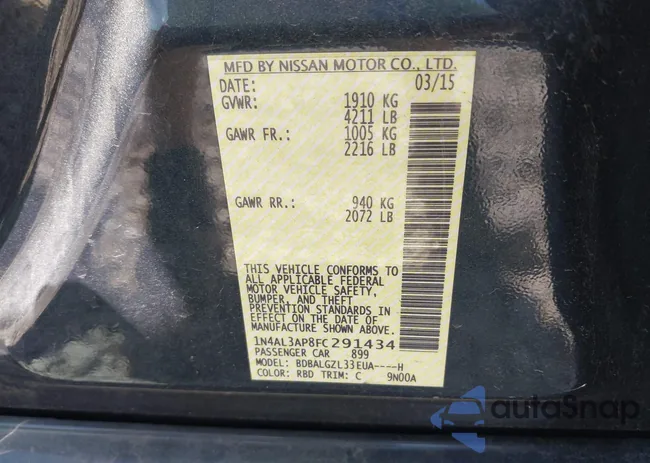 MFD BY NISSAN MOTOR CO., LTD.
DATE: 03/15
GVWR: 1910 KG
4211 LB
GAWR FR.: 1005 KG
2216 LB
GAWR RR.: 940 KG
2072 LB
THIS VEHICLE CONFORMS TO
ALL APPLICABLE FEDERAL
MOTOR VEHICLE SAFETY,
BUMPER, AND THEFT
PREVENTION STANDARDS IN
EFFECT ON THE DATE OF
MANUFACTURE SHOWN ABOVE.
1N4AL3AP8FC291434
PASSENGER CAR 899
MODEL: BDBALGZL33EUA----H
COLOR: RBD TRIM: C 9N00A
autoSnap